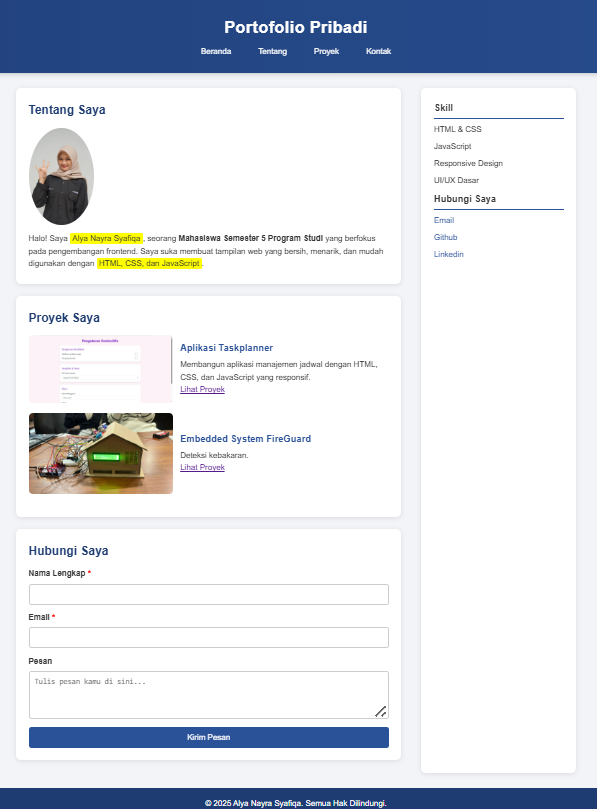 Portofolio Pribadi
Beranda Tentang Proyek Kontak
Tentang Saya
Halo! Saya Alya Nayra Syafiqa , seorang Mahasiswa Semester 5 Program Studi yang berfokus
pada pengembangan frontend. Saya suka membuat tampilan web yang bersih, menarik, dan mudah
digunakan dengan HTML, CSS, dan JavaScript .
Proyek Saya
Aplikasi Taskplanner
Membangun aplikasi manajemen jadwal dengan HTML,
CSS, dan JavaScript yang responsif.
Lihat Proyek
Embedded System FireGuard
Deteksi kebakaran.
Lihat Proyek
Hubungi Saya
Nama Lengkap *
Email *
Pesan
Tulis pesan kamu di sini...
Kirim Pesan
Skill
HTML & CSS
JavaScript
Responsive Design
UI/UX Dasar
Hubungi Saya
Email
Github
Linkedin
© 2025 Alya Nayra Syafiqa. Semua Hak Dilindungi.